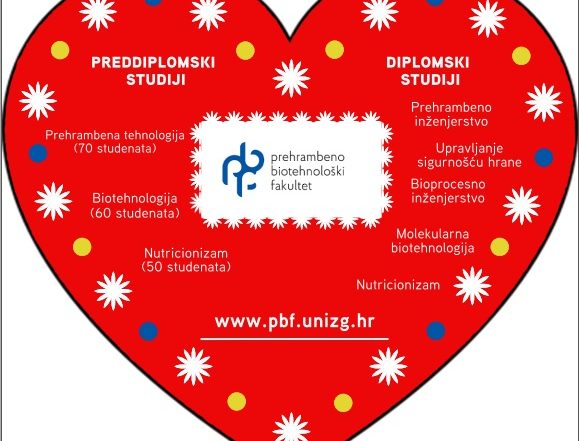 PREDDIPLOMSKI
STUDIJI
Prehrambena tehnologija
(70 studenata)
Biotehnologija
(60 studenata)
Nutricionizam
(50 studenata)
prehrambeno
biotehnološki
fakultet
DIPLOMSKI
STUDIJI
Prehrambeno
inženjerstvo
Upravljanje
sigurnošću hrane
Bioprocesno
inženjerstvo
Molekularna
biotehnologija
Nutricionizam
www.pbf.unizg.hr